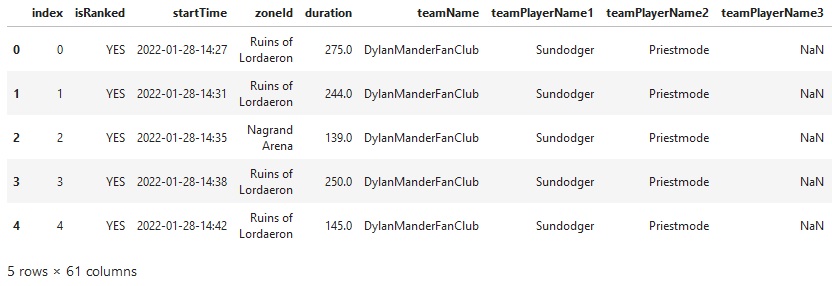 index isRanked startTime zoneId duration teamName teamPlayerName1 teamPlayerName2 teamPlayerName3
0 0 YES 2022-01-28-14:27 Ruins of Lordaeron 275.0 DylanManderFanClub Sundodger Priestmode NaN
1 1 YES 2022-01-28-14:31 Ruins of Lordaeron 244.0 DylanManderFanClub Sundodger Priestmode NaN
2 2 YES 2022-01-28-14:35 Nagrand Arena 139.0 DylanManderFanClub Sundodger Priestmode NaN
3 3 YES 2022-01-28-14:38 Ruins of Lordaeron 250.0 DylanManderFanClub Sundodger Priestmode NaN
4 4 YES 2022-01-28-14:42 Ruins of Lordaeron 145.0 DylanManderFanClub Sundodger Priestmode NaN
5 rows × 61 columns